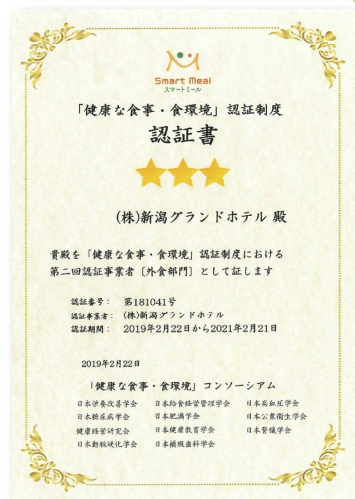 Smart Meal
スマートミール
「健康な食事・食環境」認証制度
認証書
(株)新潟グランドホテル 殿
貴殿を「健康な食事・食環境」認証制度における
第二回認証事業者〔外食部門〕として証します
認証番号： 第181041号
認証事業者： (株)新潟グランドホテル
認証期間： 2019年2月22日から2021年2月21日
2019年2月22日
「健康な食事・食環境」コンソーシアム
日本栄養改善学会 日本給食経営管理学会 日本高血圧学会
日本糖尿病学会 日本肥満学会 日本公衆衛生学会
健康経営研究会 日本健康教育学会 日本腎臓学会
日本動脈硬化学会 日本補綴歯科学会